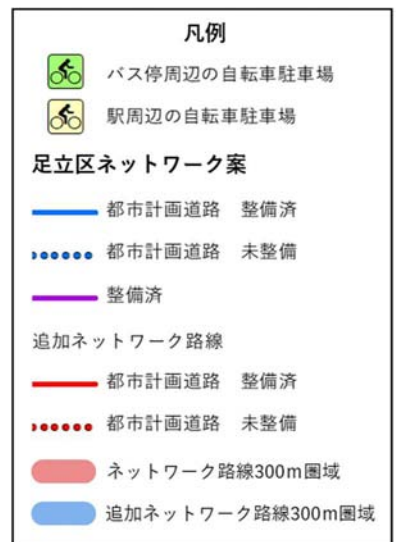 凡例
バス停周辺の自転車駐車場
駅周辺の自転車駐車場
足立区ネットワーク案
都市計画道路　整備済
都市計画道路　未整備
整備済
追加ネットワーク路線
都市計画道路　整備済
都市計画道路　未整備
ネットワーク路線300m圏域
追加ネットワーク路線300m圏域